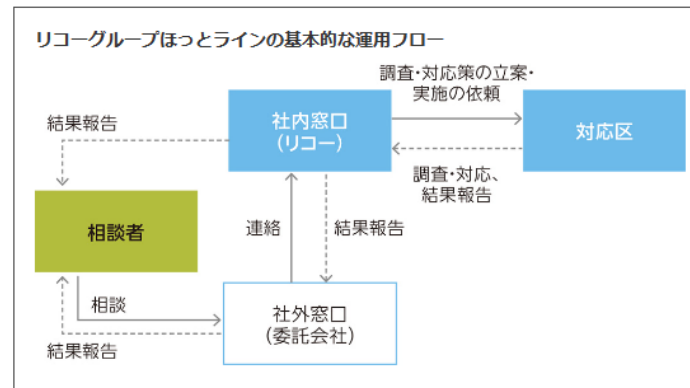 リコーグループほっとラインの基本的な運用フロー
調査・対応策の立案・
実施の依頼
結果報告
社内窓口
(リコー)
対応区
調査・対応、
結果報告
相談者
連絡
結果報告
相談
社外窓口
(委託会社)
結果報告